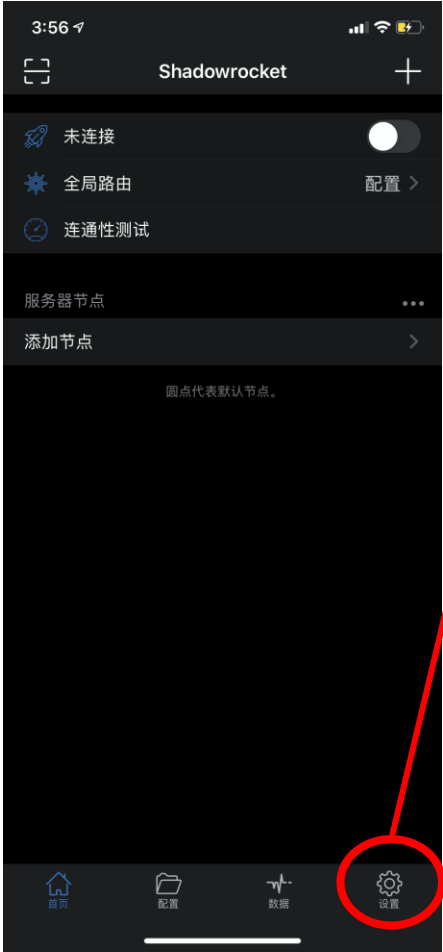 3:56
Shadowrocket
未连接
全局路由 配置
连通性测试
服务器节点
添加节点
圆点代表默认节点。
首页 配置 数据 设置